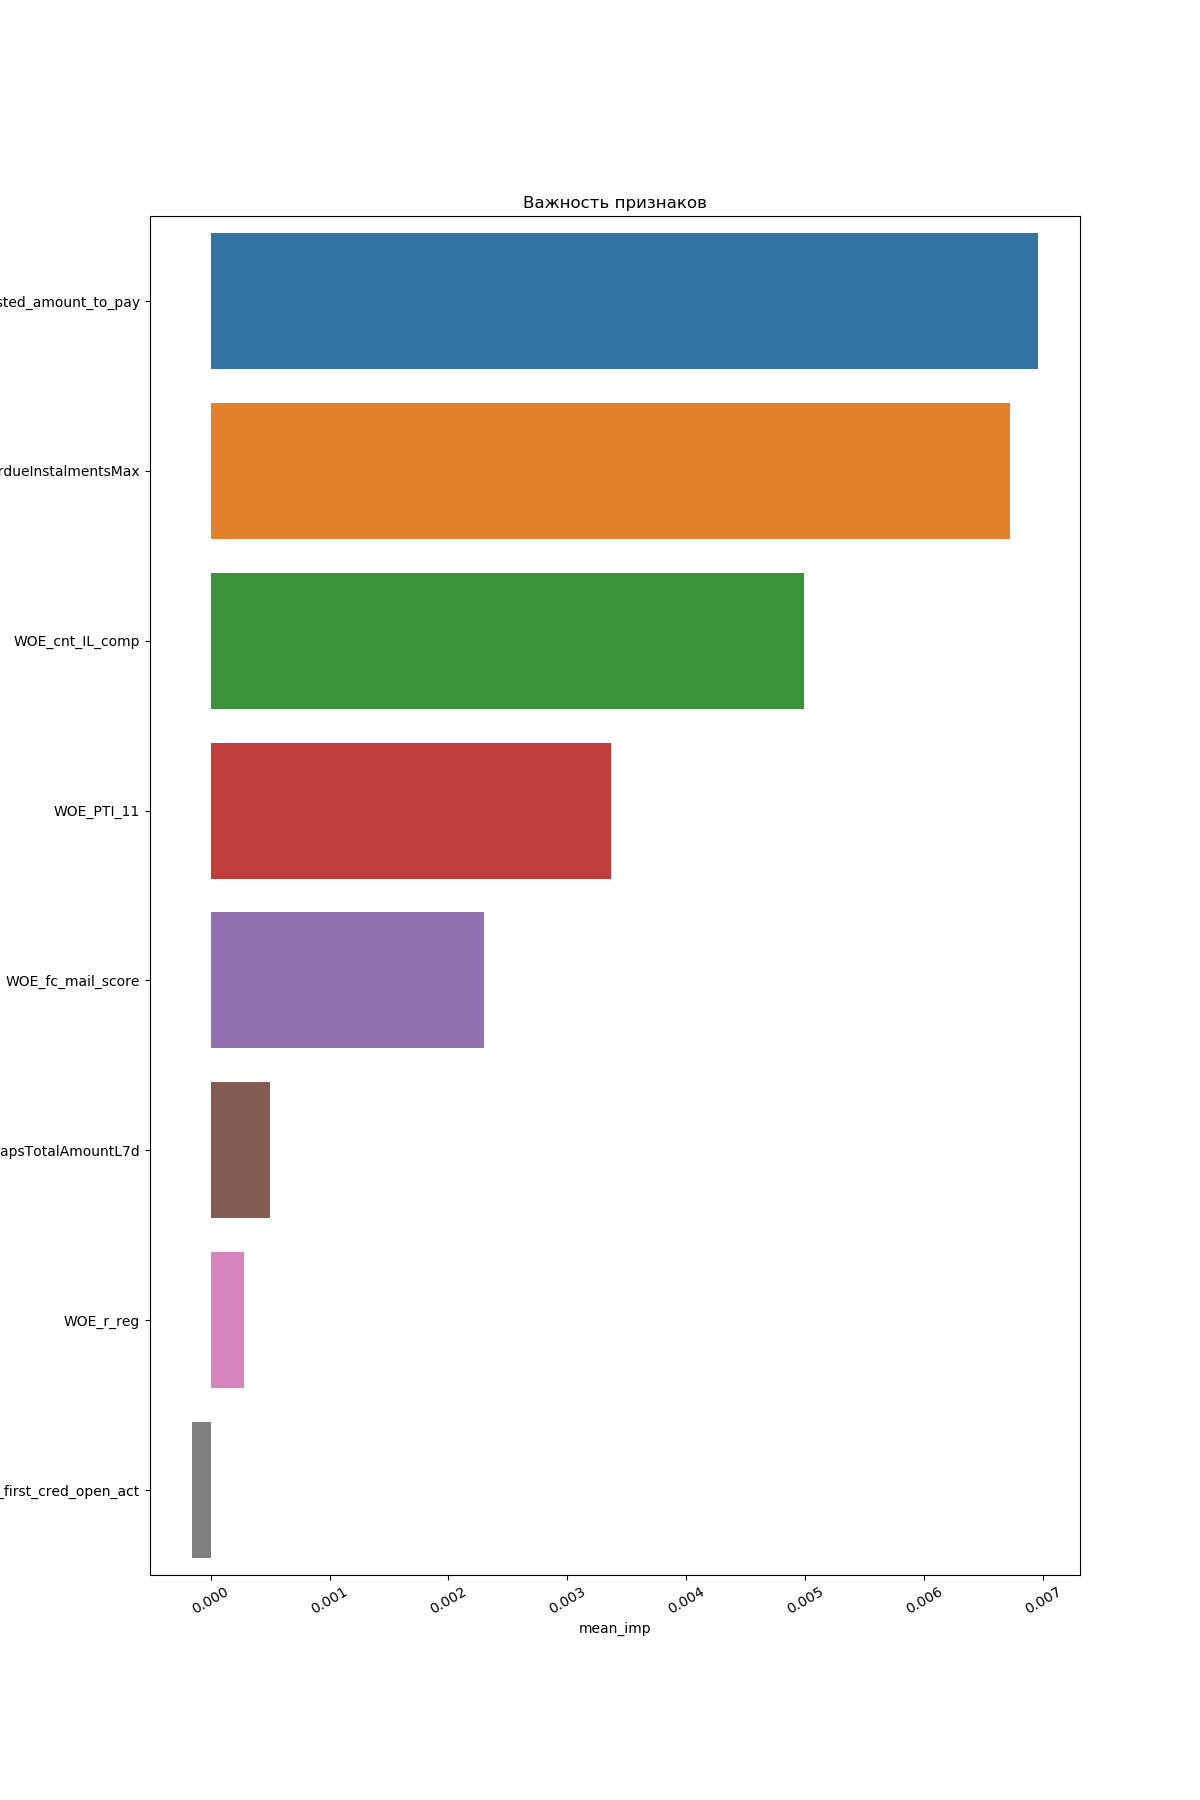 Важность признаков
sted_amount_to_pay
rdueInstalmentsMax
WOE_cnt_IL_comp
WOE_PTI_11
WOE_fc_mail_score
apsTotalAmountL7d
WOE_r_reg
_first_cred_open_act
0.000 0.001 0.002 0.003 0.004 0.005 0.006 0.007
mean_imp